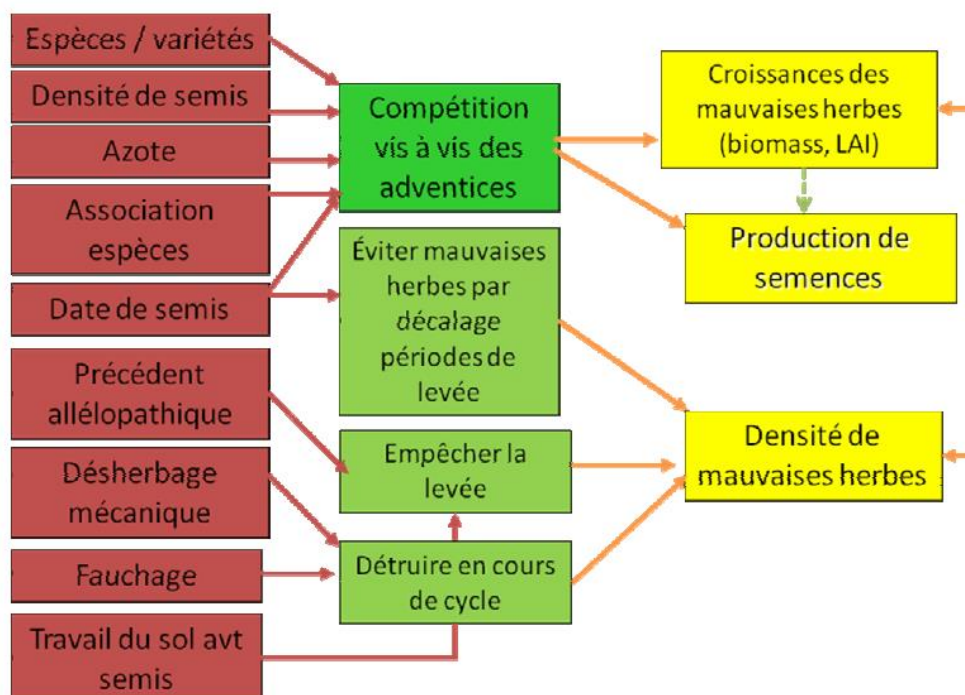 Espèces / variétés
Densité de semis
Azote
Association
espèces
Date de semis
Précédent
allélopathique
Désherbage
mécanique
Fauchage
Travail du sol avt
semis
Compétition
vis à vis des
adventices
Éviter mauvaises
herbes par
décalage
périodes de
levée
Empêcher la
levée
Détruire en cours
de cycle
Croissances des
mauvaises herbes
(biomass, LAI)
Production de
semences
Densité de
mauvaises herbes